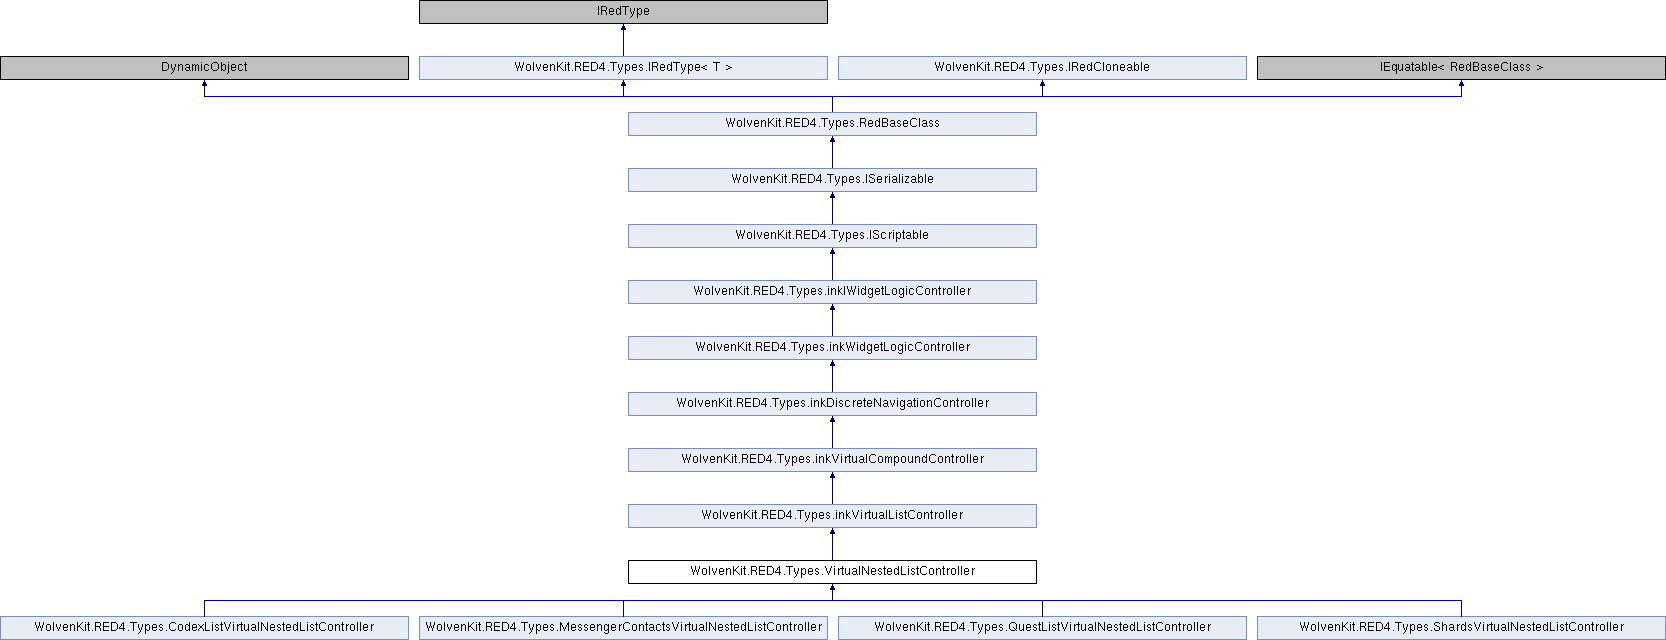 IRedType
DynamicObject
WolvenKit.RED4.Types.IRedType< T >
WolvenKit.RED4.Types.IRedCloneable
IEquatable< RedBaseClass >
WolvenKit.RED4.Types.RedBaseClass
WolvenKit.RED4.Types.ISerializable
WolvenKit.RED4.Types.IScriptable
WolvenKit.RED4.Types.inkIWidgetLogicController
WolvenKit.RED4.Types.inkWidgetLogicController
WolvenKit.RED4.Types.inkDiscreteNavigationController
WolvenKit.RED4.Types.inkVirtualCompoundController
WolvenKit.RED4.Types.inkVirtualListController
WolvenKit.RED4.Types.VirtualNestedListController
WolvenKit.RED4.Types.CodexListVirtualNestedListController
WolvenKit.RED4.Types.MessengerContactsVirtualNestedListController
WolvenKit.RED4.Types.QuestListVirtualNestedListController
WolvenKit.RED4.Types.ShardsVirtualNestedListController